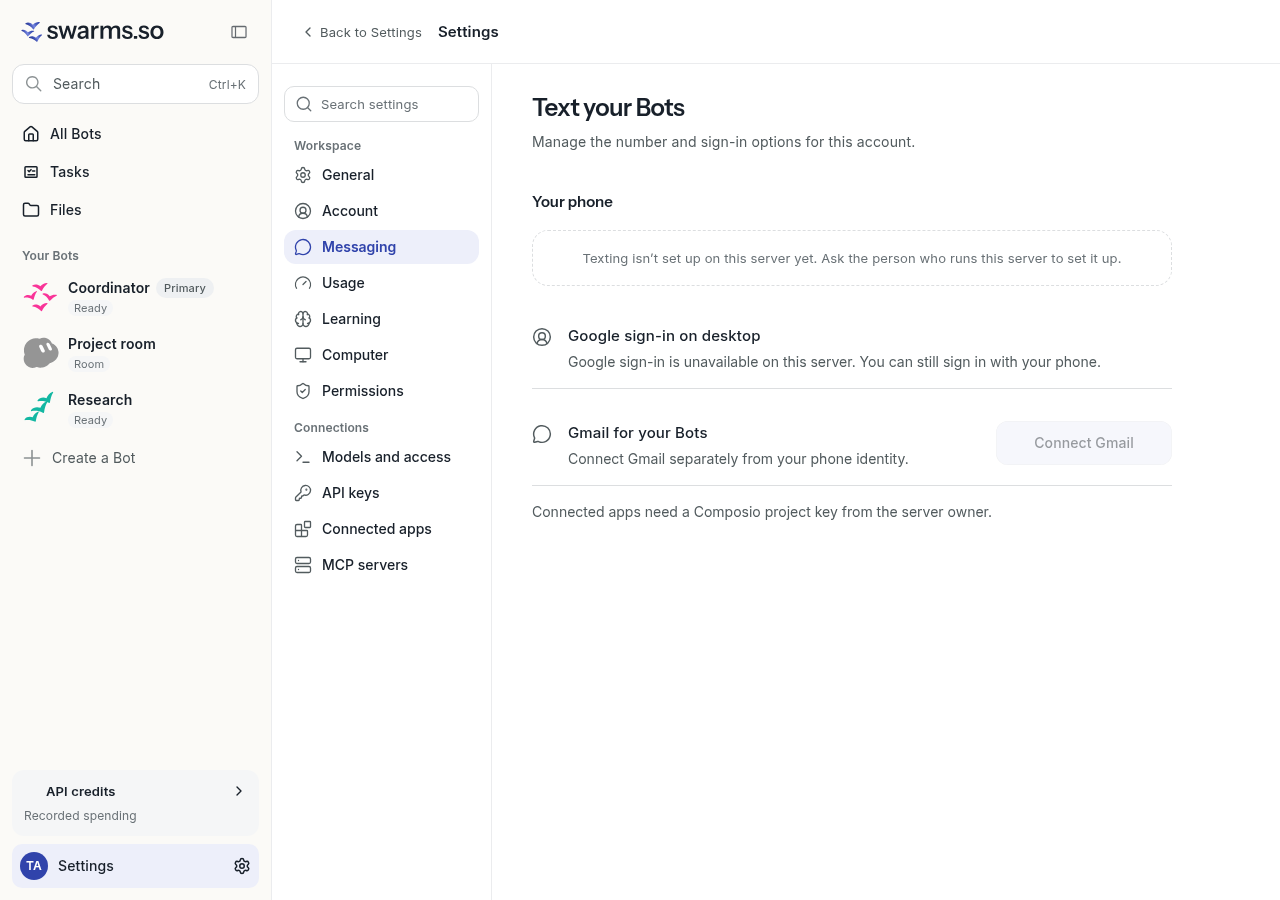 swarms.so
Search Ctrl+K
All Bots
Tasks
Files
Your Bots
Coordinator Primary
Ready
Project room
Room
Research
Ready
Create a Bot
API credits
Recorded spending
TA Settings
Back to Settings Settings
Search settings
Workspace
General
Account
Messaging
Usage
Learning
Computer
Permissions
Connections
Models and access
API keys
Connected apps
MCP servers
Text your Bots
Manage the number and sign-in options for this account.
Your phone
Texting isn’t set up on this server yet. Ask the person who runs this server to set it up.
Google sign-in on desktop
Google sign-in is unavailable on this server. You can still sign in with your phone.
Gmail for your Bots
Connect Gmail separately from your phone identity.
Connect Gmail
Connected apps need a Composio project key from the server owner.